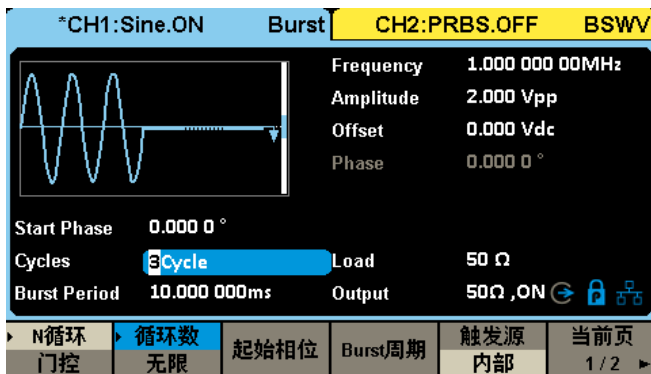 *CH1:Sine.ON Burst CH2:PRBS.OFF BSWV
Frequency 1.000 000 00MHz
Amplitude 2.000 Vpp
Offset 0.000 Vdc
Phase 0.000 0 °
Start Phase 0.000 0 °
Cycles 3Cycle Load 50 Ω
Burst Period 10.000 000ms Output 50Ω ,ON
N循环 循环数 起始相位 Burst周期 触发源 当前页
门控 无限 内部 1/2